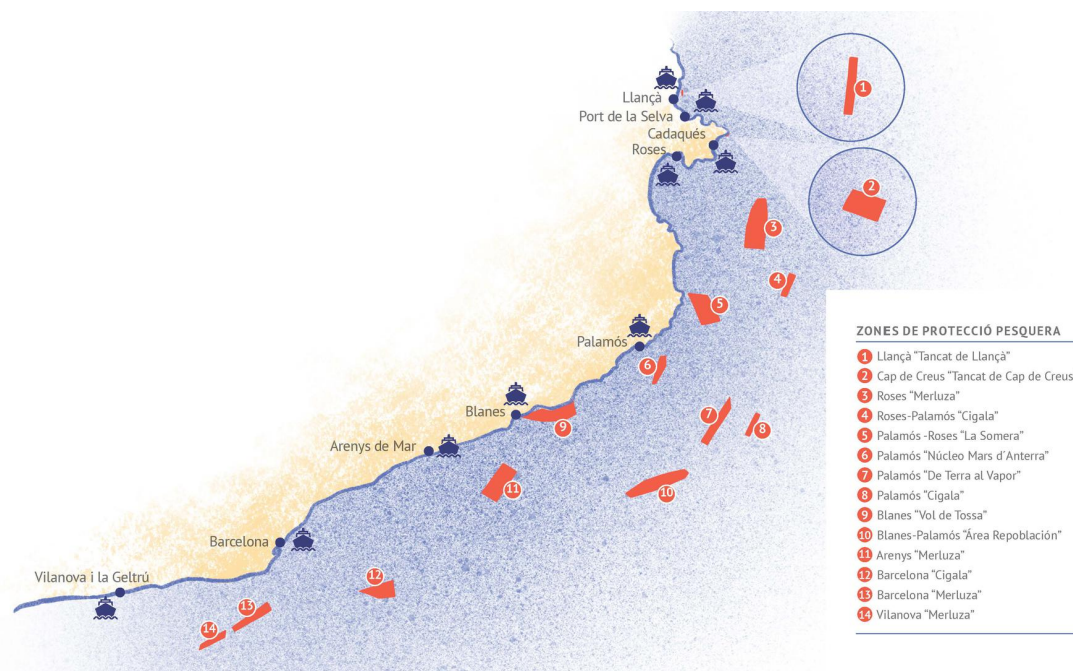 Llançà
Port de la Selva
Cadaqués
Roses
Palamós
Blanes
Arenys de Mar
Barcelona
Vilanova i la Geltrú
1
2
3
4
5
6
7
8
9
10
11
12
13
14
ZONES DE PROTECCIÓ PESQUERA
1 Llançà “Tancat de Llançà”
2 Cap de Creus “Tancat de Cap de Creus
3 Roses “Merluza”
4 Roses-Palamós “Cigala”
5 Palamós -Roses “La Somera”
6 Palamós “Núcleo Mars d´Anterra”
7 Palamós “De Terra al Vapor”
8 Palamós “Cigala”
9 Blanes “Vol de Tossa”
10 Blanes-Palamós “Área Repoblación”
11 Arenys “Merluza”
12 Barcelona “Cigala”
13 Barcelona “Merluza”
14 Vilanova “Merluza”